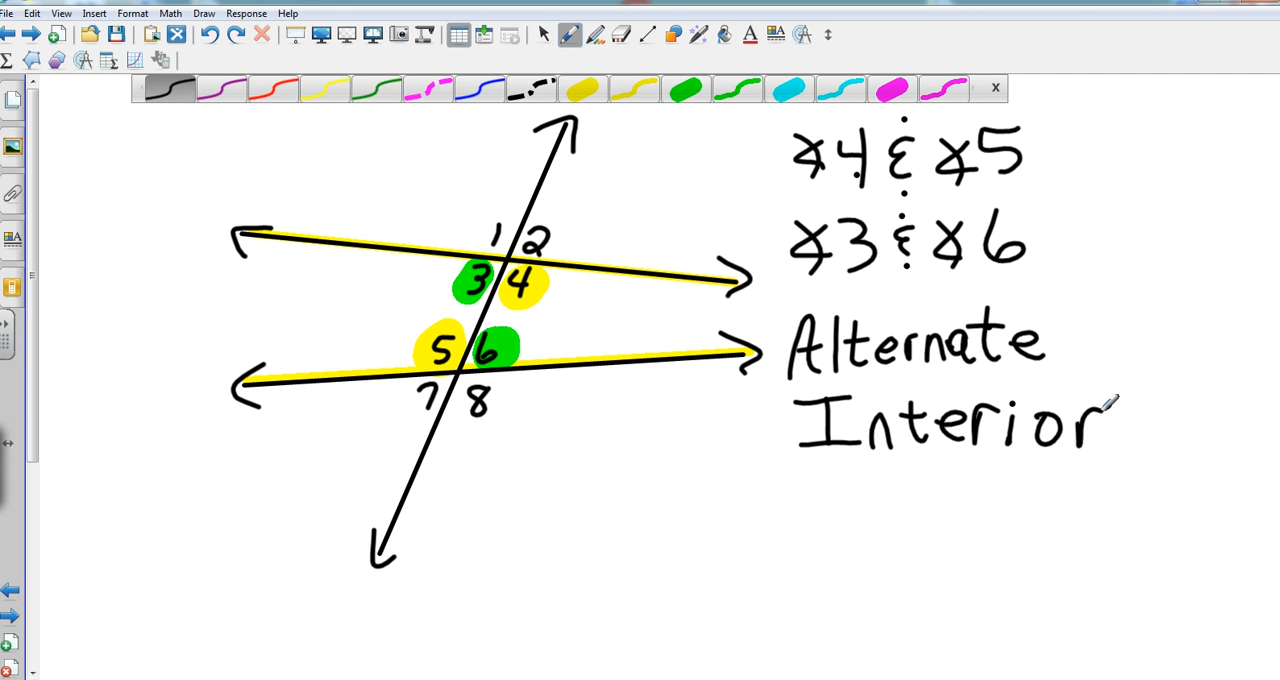 File Edit View Insert Format Math Draw Response Help
Σ
A
A
x
1 2
3 4
5 6
7 8
∡4 & ∡5
∡3 & ∡6
Alternate
Interior